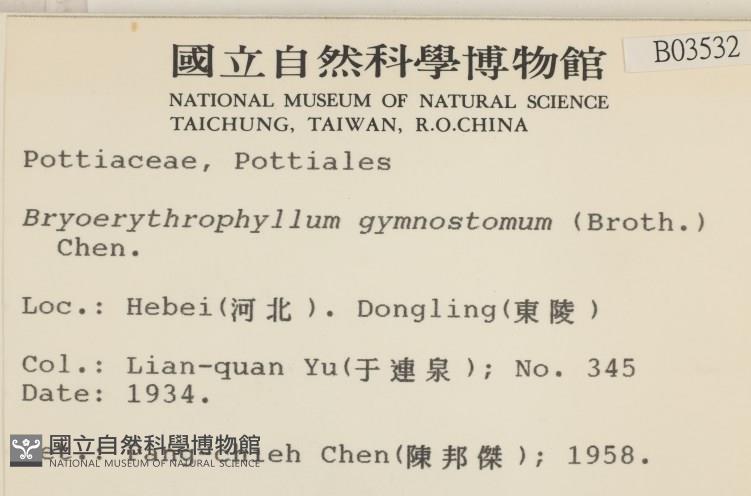 國立自然科學博物館
B03532
NATIONAL MUSEUM OF NATURAL SCIENCE
TAICHUNG, TAIWAN, R.O.CHINA
Pottiaceae, Pottiales
Bryoerythrophyllum gymnostomum (Broth.)
Chen.
Loc.: Hebei(河北). Dongling(東陵)
Col.: Lian-quan Yu(于連泉); No. 345
Date: 1934.
Det.: Pang-chieh Chen(陳邦傑); 1958.
國立自然科學博物館
NATIONAL MUSEUM OF NATURAL SCIENCE